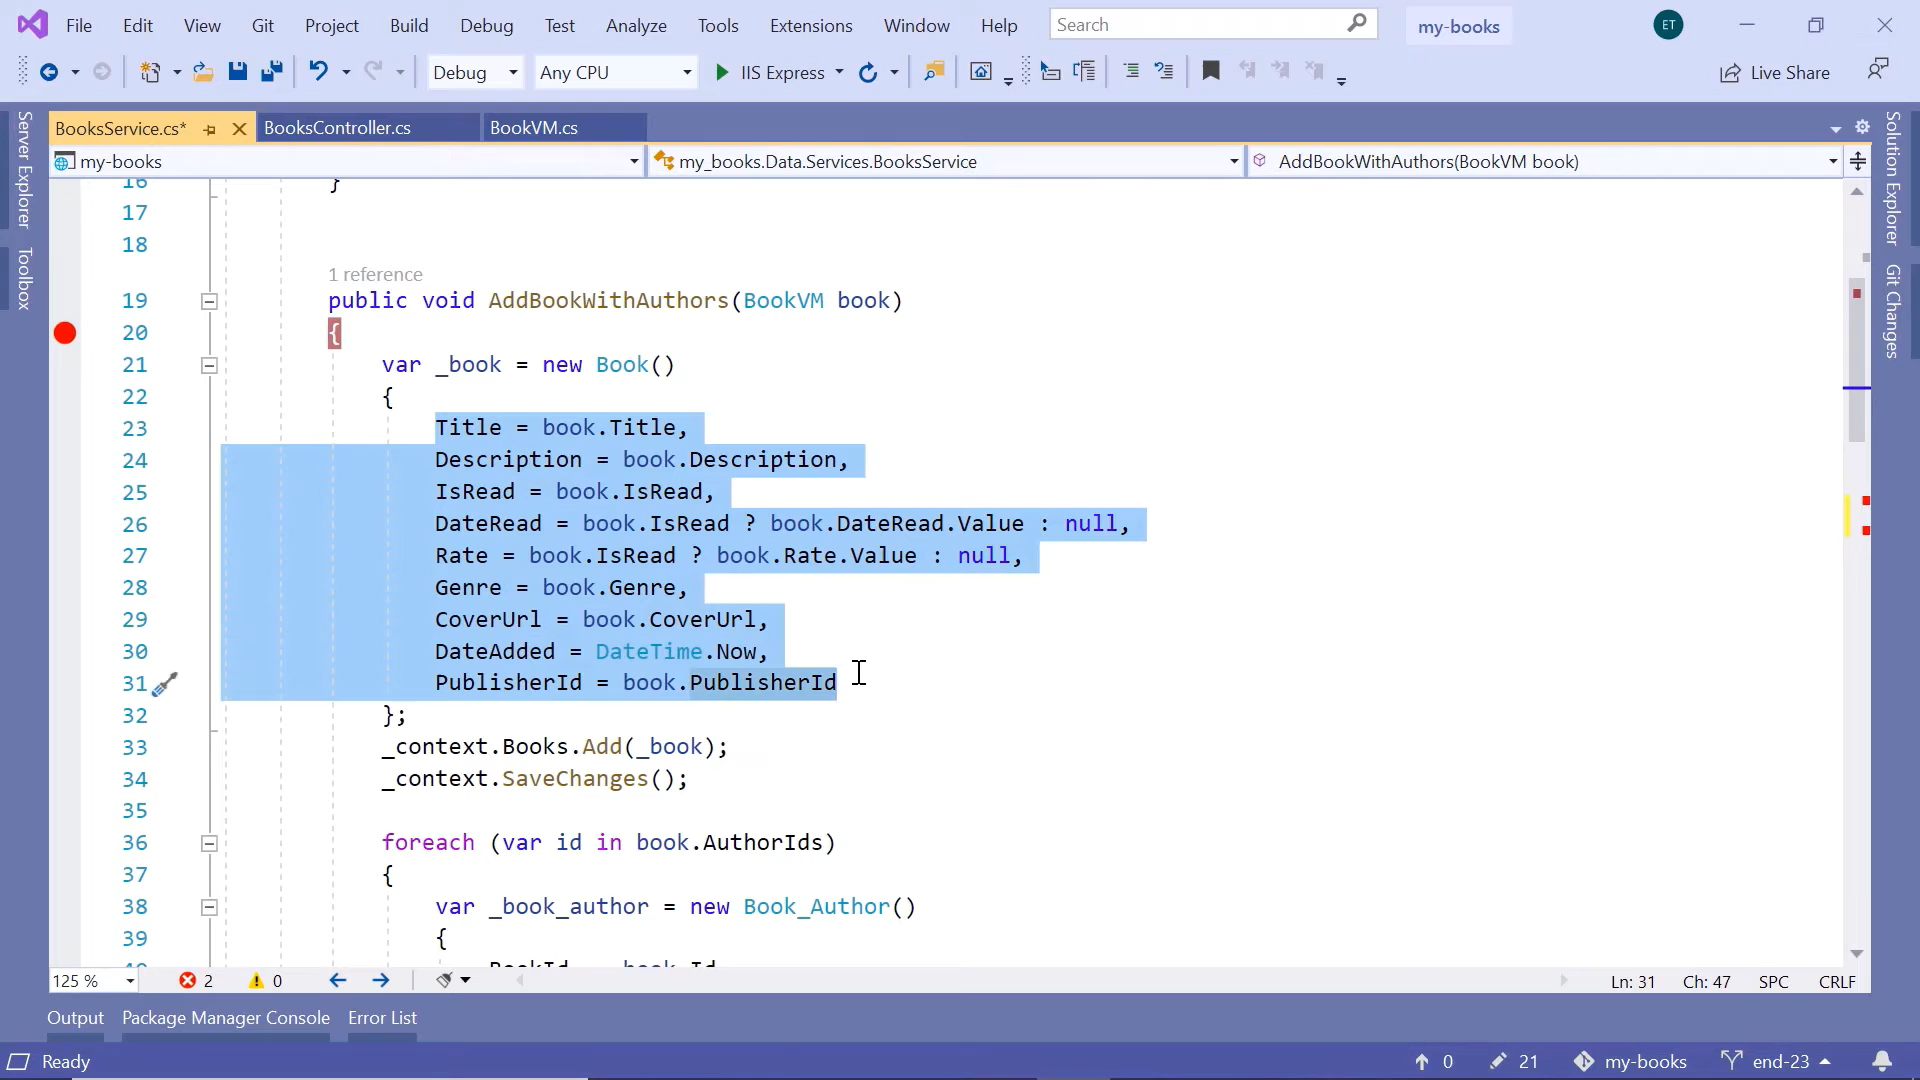 File Edit View Git Project Build Debug Test Analyze Tools Extensions Window Help Search my-books ET
Debug Any CPU IIS Express Live Share
BooksService.cs* BooksController.cs BookVM.cs
my-books my_books.Data.Services.BooksService AddBookWithAuthors(BookVM book)
Server Explorer
Toolbox
Solution Explorer
Git Changes
16 }
17
18
1 reference
19 public void AddBookWithAuthors(BookVM book)
20 {
21 var _book = new Book()
22 {
23 Title = book.Title,
24 Description = book.Description,
25 IsRead = book.IsRead,
26 DateRead = book.IsRead ? book.DateRead.Value : null,
27 Rate = book.IsRead ? book.Rate.Value : null,
28 Genre = book.Genre,
29 CoverUrl = book.CoverUrl,
30 DateAdded = DateTime.Now,
31 PublisherId = book.PublisherId
32 };
33 _context.Books.Add(_book);
34 _context.SaveChanges();
35
36 foreach (var id in book.AuthorIds)
37 {
38 var _book_author = new Book_Author()
39 {
BookId = book.Id
125 % 2 0 Ln: 31 Ch: 47 SPC CRLF
Output Package Manager Console Error List
Ready 0 21 my-books end-23